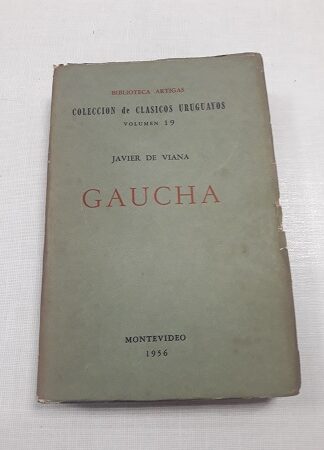 BIBLIOTECA ARTIGAS
COLECCION de CLASICOS URUGUAYOS
VOLUMEN 19
JAVIER DE VIANA
GAUCHA
MONTEVIDEO
1956